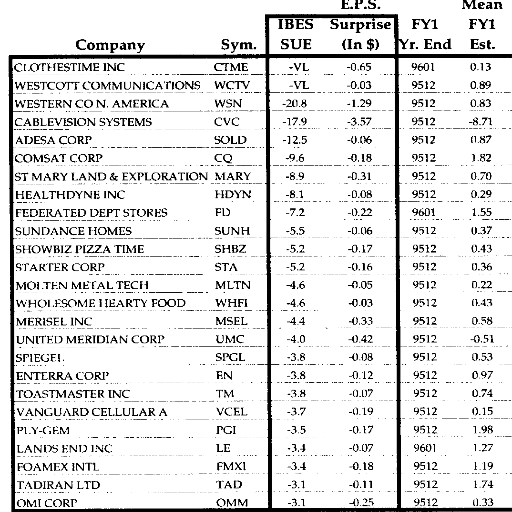 E.P.S. Mean
IBES Surprise FY1 FY1
Company Sym. SUE (In $) Yr. End Est.
CLOTHESTIME INC CTME -VL -0.65 9601 0.13
WESTCOTT COMMUNICATIONS WCTV -VL -0.03 9512 0.89
WESTERN CO N. AMERICA WSN -20.8 -1.29 9512 0.83
CABLEVISION SYSTEMS CVC -17.9 -3.57 9512 -8.71
ADESA CORP SOLD -12.5 -0.06 9512 0.87
COMSAT CORP CQ -9.6 -0.18 9512 1.82
ST MARY LAND & EXPLORATION MARY -8.9 -0.31 9512 0.70
HEALTHDYNE INC HDYN -8.1 -0.08 9512 0.29
FEDERATED DEPT STORES FD -7.2 -0.22 9601 1.55
SUNDANCE HOMES SUNH -5.5 -0.06 9512 0.37
SHOWBIZ PIZZA TIME SHBZ -5.2 -0.17 9512 0.43
STARTER CORP STA -5.2 -0.16 9512 0.36
MOLTEN METAL TECH MLTN -4.6 -0.05 9512 0.22
WHOLESOME HEARTY FOOD WHFI -4.6 -0.03 9512 0.43
MERISEL INC MSEL -4.4 -0.33 9512 0.58
UNITED MERIDIAN CORP UMC -4.0 -0.42 9512 -0.51
SPIEGEL SPGL -3.8 -0.08 9512 0.53
ENTERRA CORP EN -3.8 -0.12 9512 0.97
TOASTMASTER INC TM -3.8 -0.07 9512 0.74
VANGUARD CELLULAR A VCEL -3.7 -0.19 9512 0.15
PLY-GEM PGI -3.5 -0.17 9512 1.98
LANDS END INC LE -3.4 -0.07 9601 1.27
FOAMEX INTL FMXI -3.4 -0.18 9512 1.19
TADIRAN LTD TAD -3.1 -0.11 9512 1.74
OMI CORP OMM -3.1 -0.25 9512 0.33